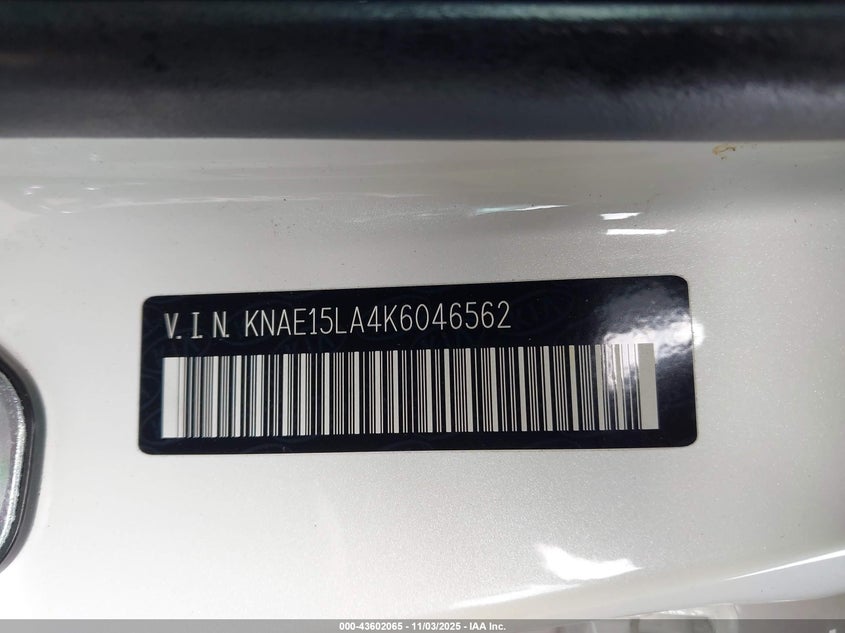 V.I.N. KNAE15LA4K6046562
000-43602065 - 11/03/2025 - IAA Inc.